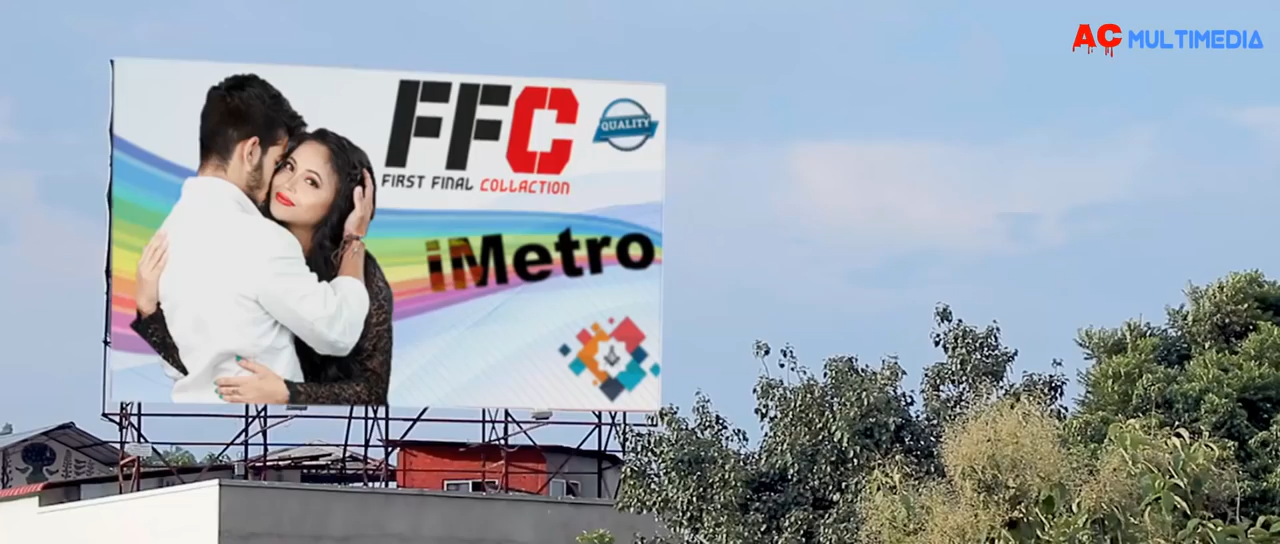 AC MULTIMEDIA
FFC
QUALITY
FIRST FINAL COLLACTION
iMetro